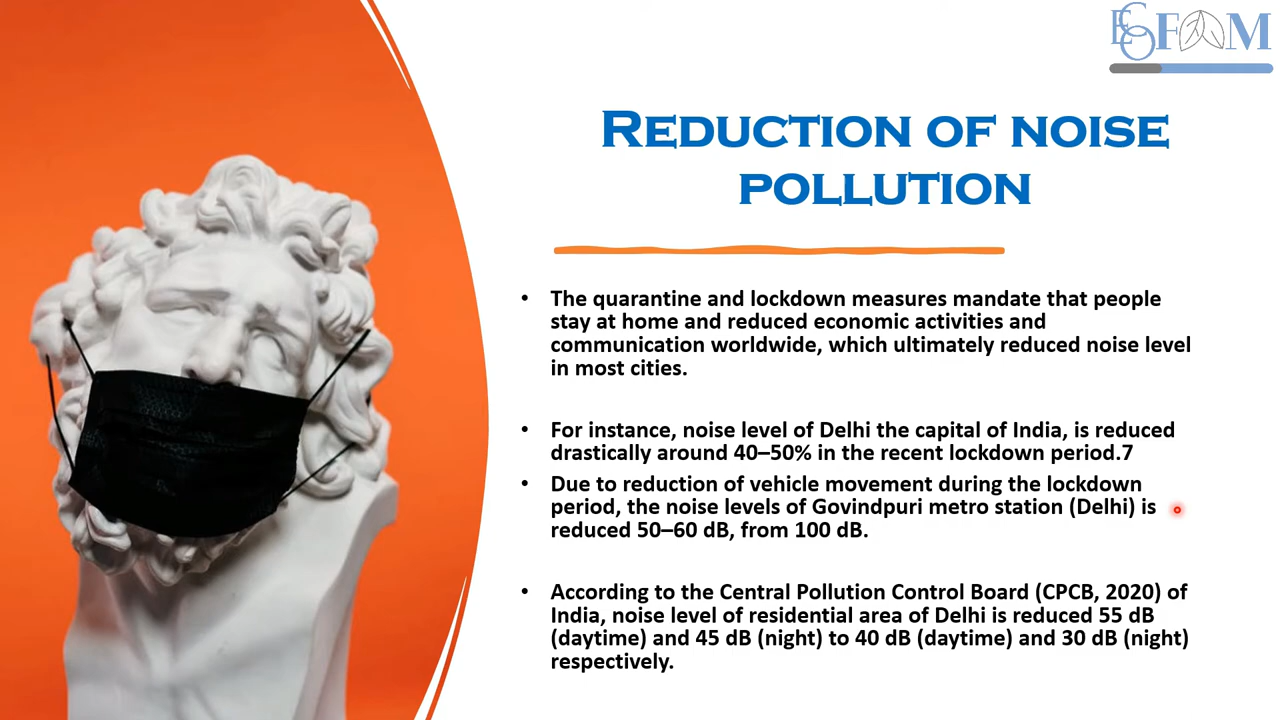 ECOFAM
REDUCTION OF NOISE
POLLUTION
• The quarantine and lockdown measures mandate that people
stay at home and reduced economic activities and
communication worldwide, which ultimately reduced noise level
in most cities.
• For instance, noise level of Delhi the capital of India, is reduced
drastically around 40–50% in the recent lockdown period.7
• Due to reduction of vehicle movement during the lockdown
period, the noise levels of Govindpuri metro station (Delhi) is
reduced 50–60 dB, from 100 dB.
• According to the Central Pollution Control Board (CPCB, 2020) of
India, noise level of residential area of Delhi is reduced 55 dB
(daytime) and 45 dB (night) to 40 dB (daytime) and 30 dB (night)
respectively.